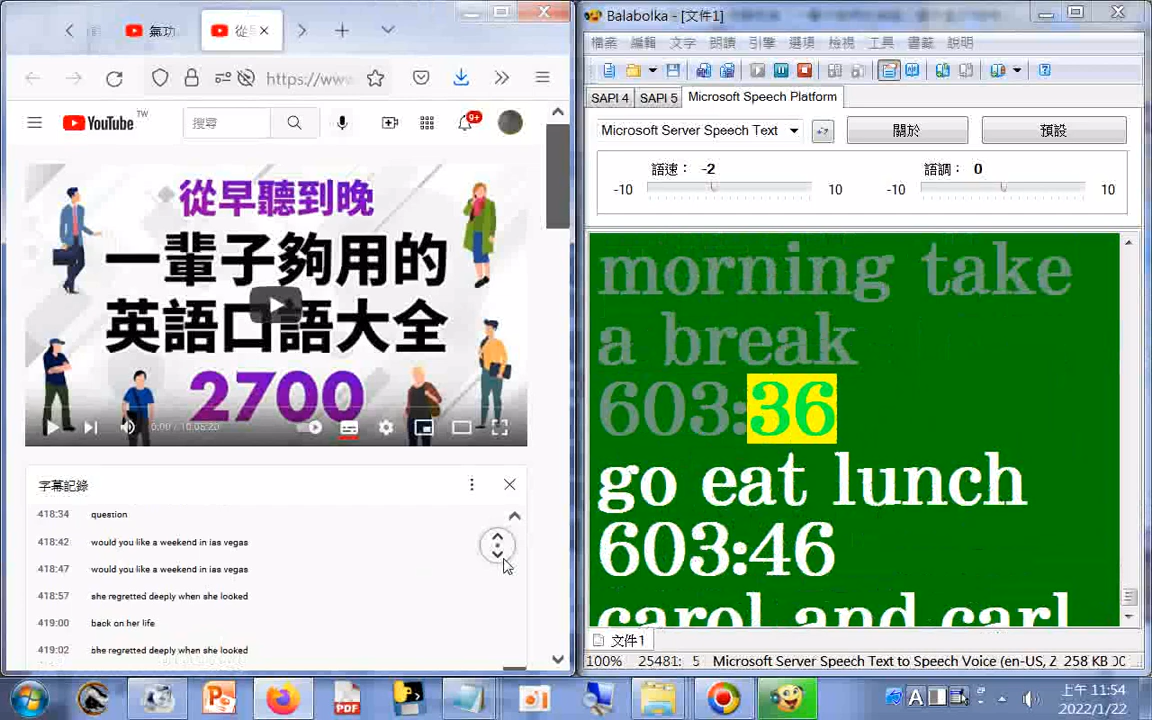 氣功
從
https://www
YouTube TW
搜尋
9+
從早聽到晚
一輩子夠用的
英語口語大全
2700
0:00 / 10:05:20
字幕記錄
418:34 question
418:42 would you like a weekend in las vegas
418:47 would you like a weekend in las vegas
418:57 she regretted deeply when she looked
419:00 back on her life
419:02 she regretted deeply when she looked
Balabolka - [文件1]
檔案 編輯 文字 朗讀 引擎 選項 檢視 工具 書籤 說明
SAPI 4 SAPI 5 Microsoft Speech Platform
Microsoft Server Speech Text
關於
預設
語速： -2
語調： 0
-10 10 -10 10
morning take
a break
603:36
go eat lunch
603:46
carol and carl
文件1
100% 25481: 5 Microsoft Server Speech Text to Speech Voice (en-US, Z 258 KB
PDF
A
上午 11:54
2022/1/22